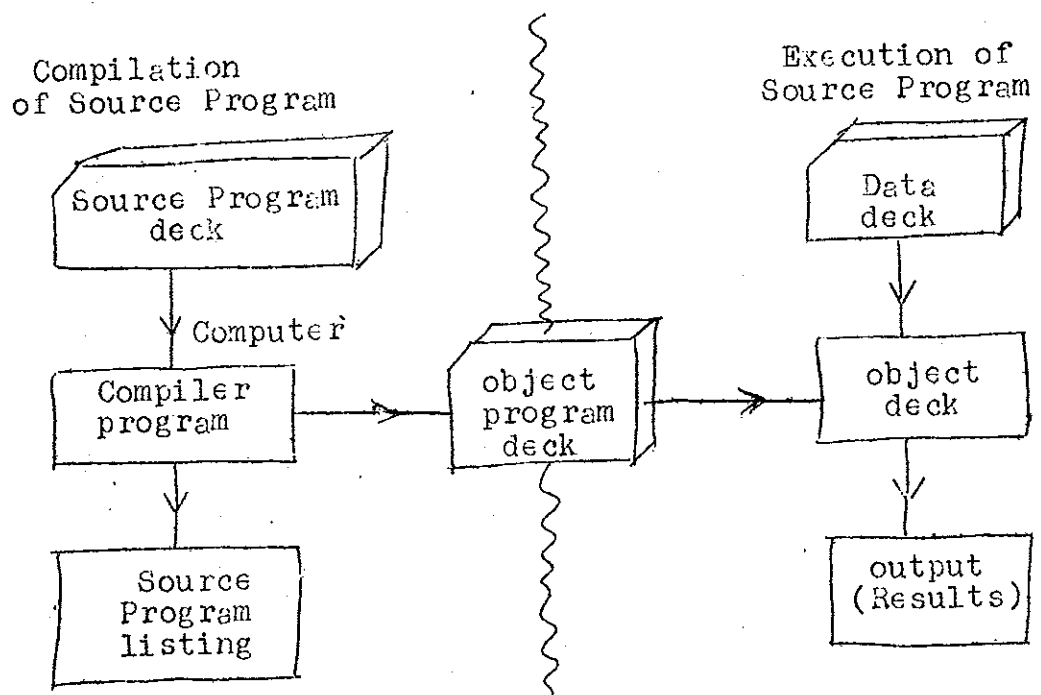 Compilation
of Source Program
Source Program
deck
Computer
Compiler
program
Source
Program
listing
object
program
deck
Execution of
Source Program
Data
deck
object
deck
output
(Results)